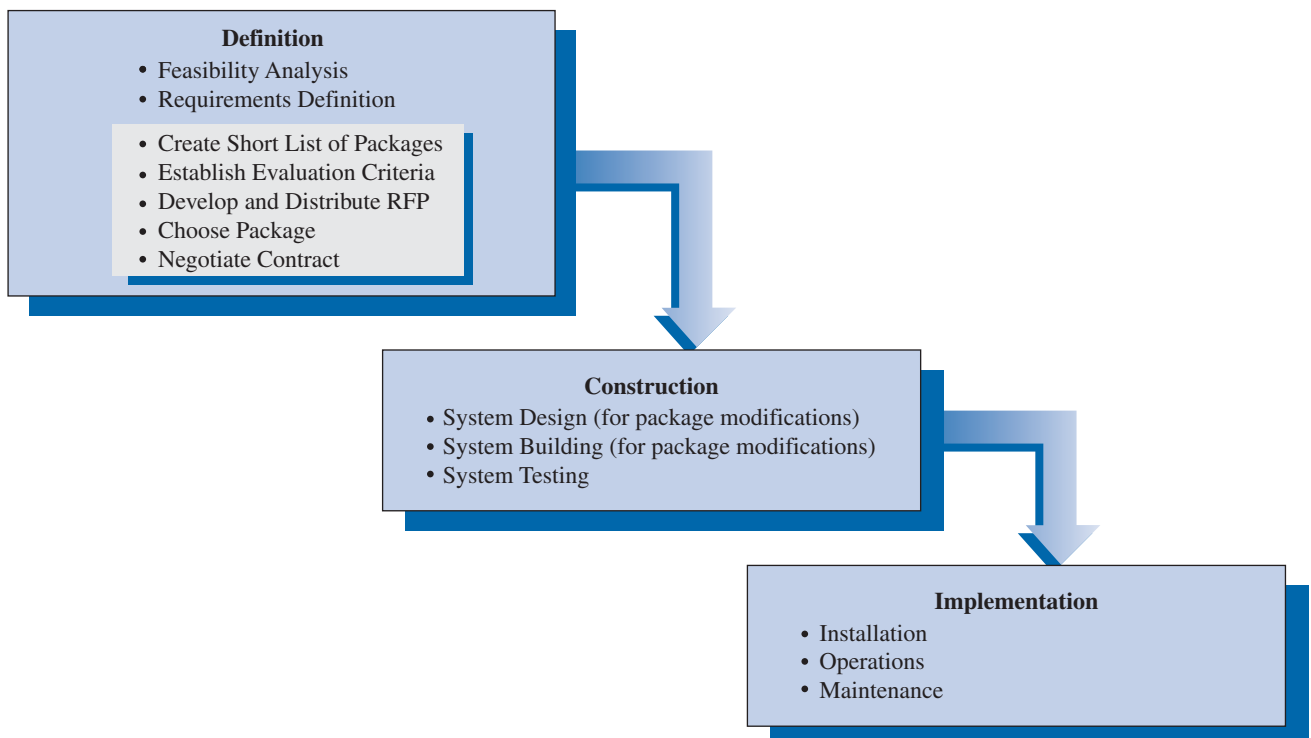 Definition
• Feasibility Analysis
• Requirements Definition
• Create Short List of Packages
• Establish Evaluation Criteria
• Develop and Distribute RFP
• Choose Package
• Negotiate Contract
Construction
• System Design (for package modifications)
• System Building (for package modifications)
• System Testing
Implementation
• Installation
• Operations
• Maintenance